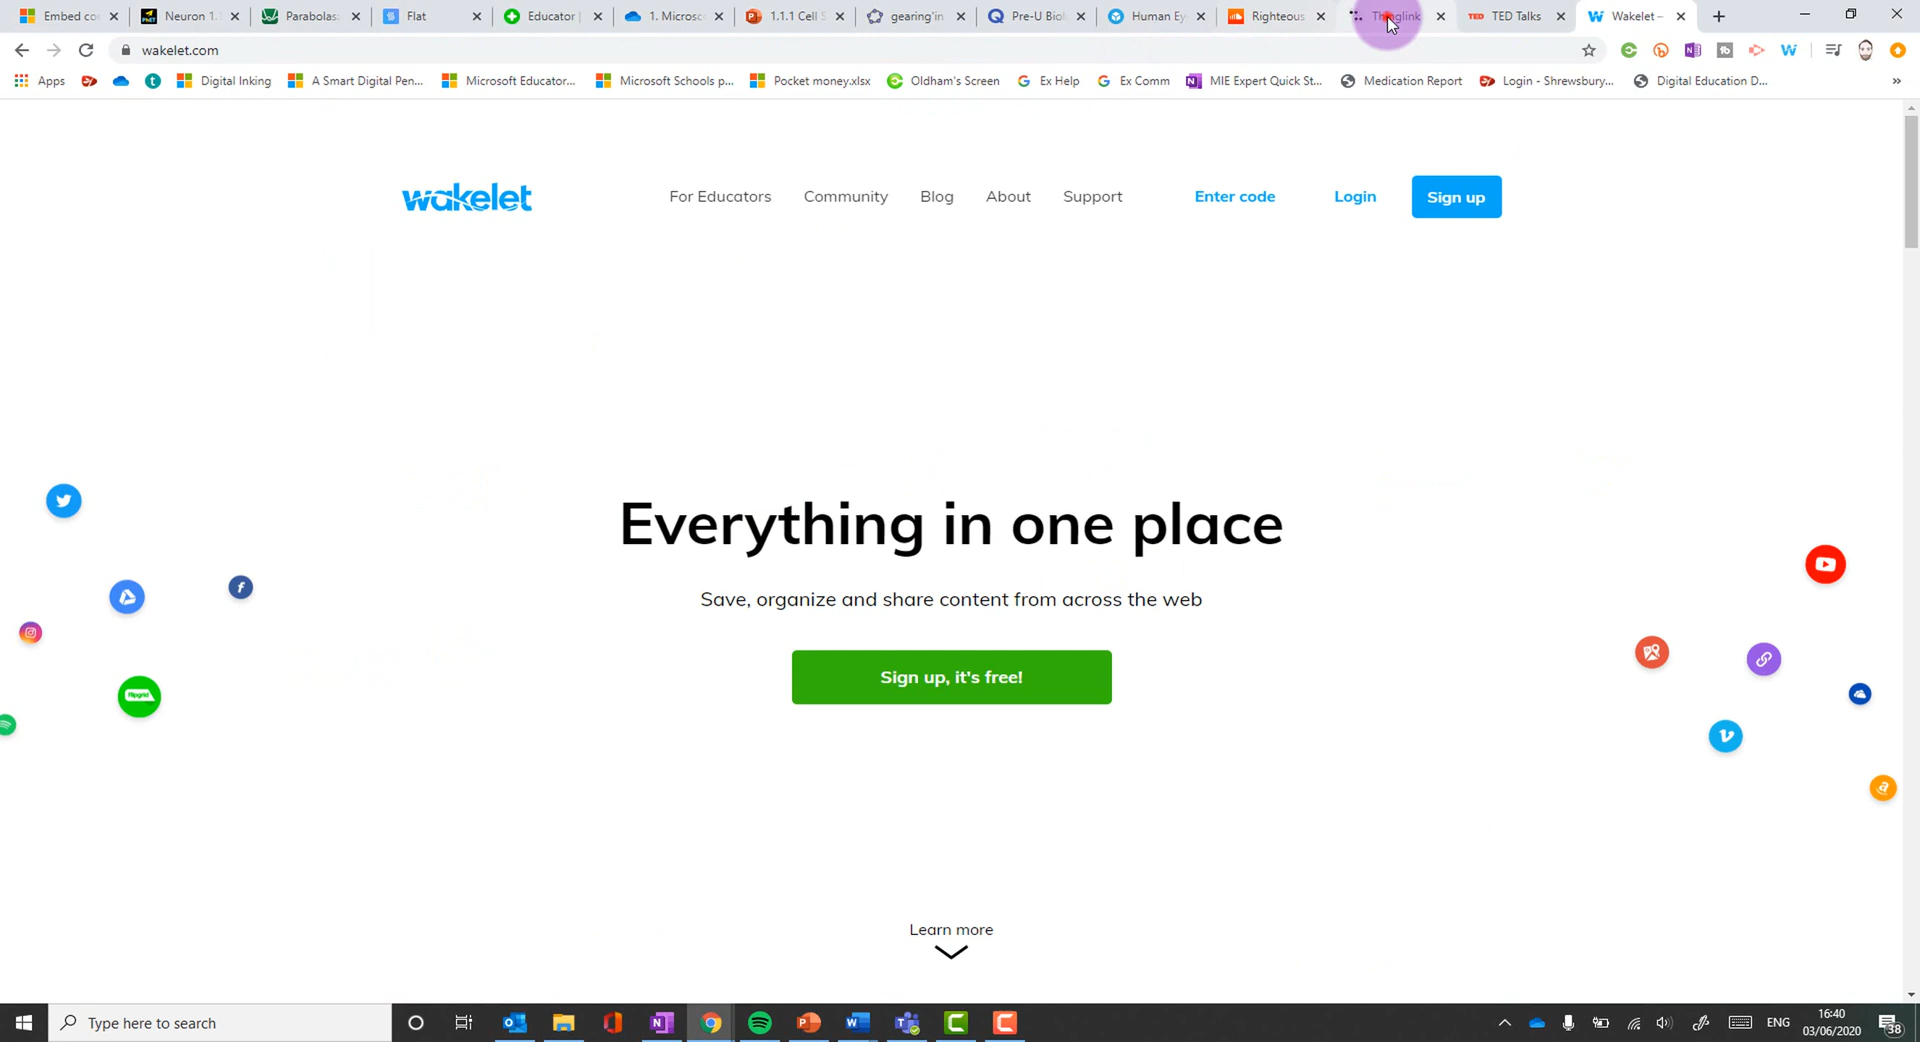 Embed co
Neuron 1.
Parabolas:
Flat
Educator |
1. Microso
1.1.1 Cell S
gearing'in
Pre-U Biol
Human Ey
Righteous
Thinglink
TED
TED Talks
Wakelet –
wakelet.com
Apps
Digital Inking
A Smart Digital Pen...
Microsoft Educator...
Microsoft Schools p...
Pocket money.xlsx
Oldham's Screen
Ex Help
Ex Comm
MIE Expert Quick St...
Medication Report
Login - Shrewsbury...
Digital Education D...
»
wakelet
For Educators
Community
Blog
About
Support
Enter code
Login
Sign up
Everything in one place
Save, organize and share content from across the web
Flipgrid
Sign up, it's free!
Learn more
Type here to search
ENG
16:40
03/06/2020
38